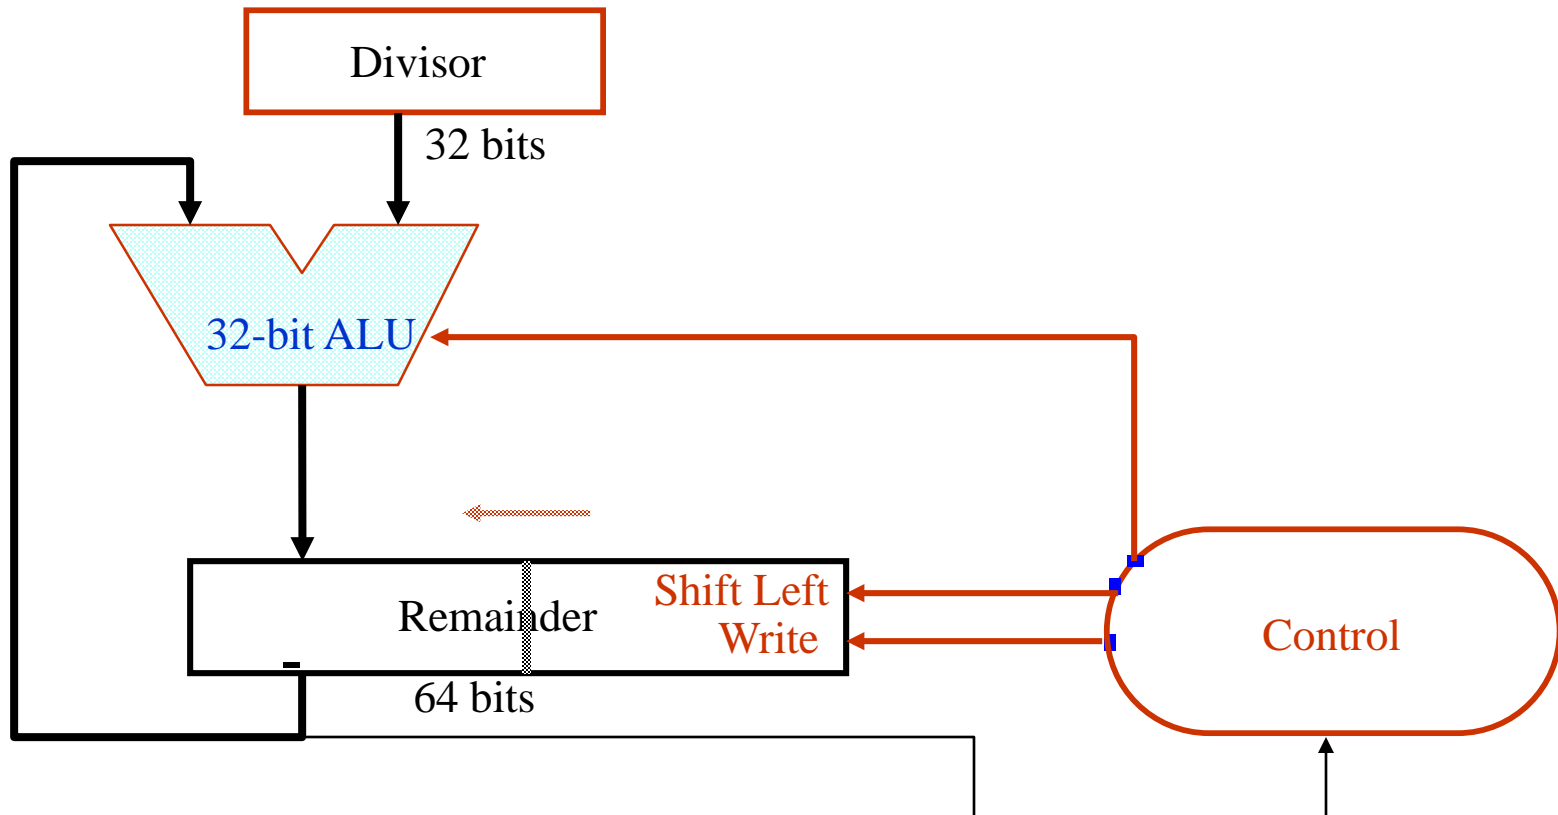 Divisor
32 bits
32-bit ALU
Remainder
Shift Left
Write
64 bits
Control